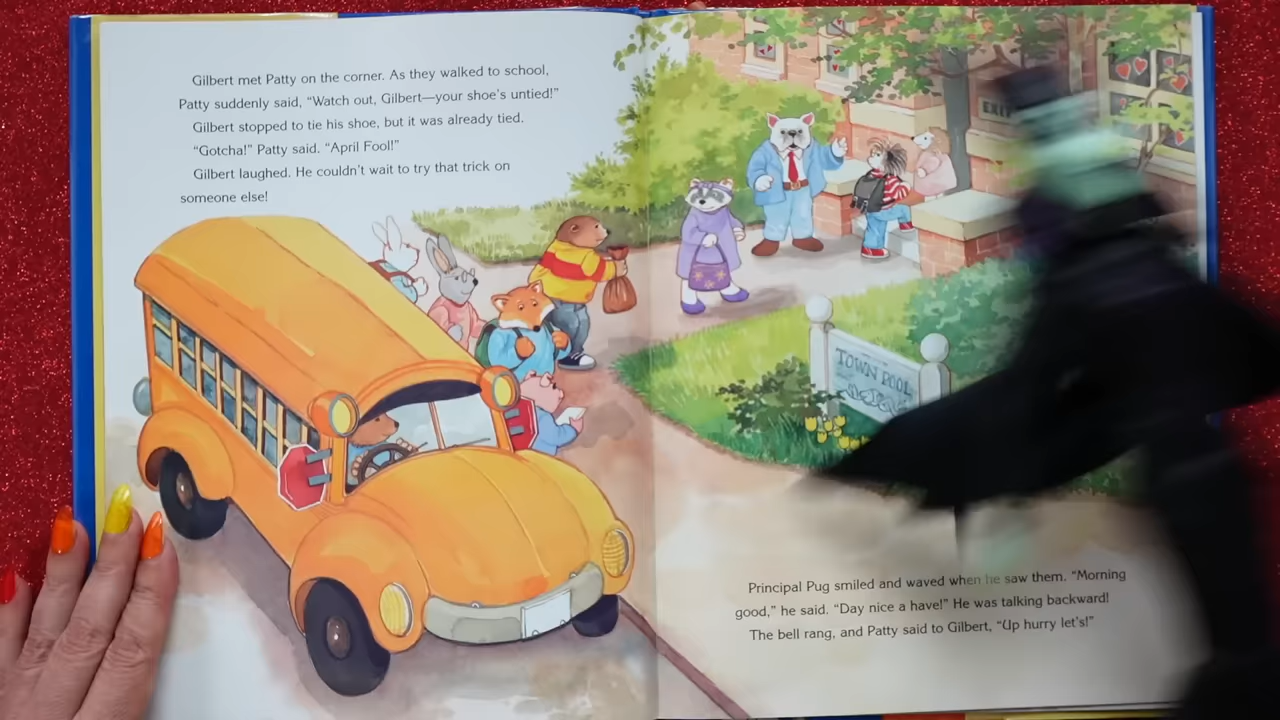 Gilbert met Patty on the corner. As they walked to school,
Patty suddenly said, “Watch out, Gilbert—your shoe’s untied!”
Gilbert stopped to tie his shoe, but it was already tied.
“Gotcha!” Patty said. “April Fool!”
Gilbert laughed. He couldn’t wait to try that trick on
someone else!
EXIT
TOWN POOL
Principal Pug smiled and waved when he saw them. “Morning
good,” he said. “Day nice a have!” He was talking backward!
The bell rang, and Patty said to Gilbert, “Up hurry let’s!”